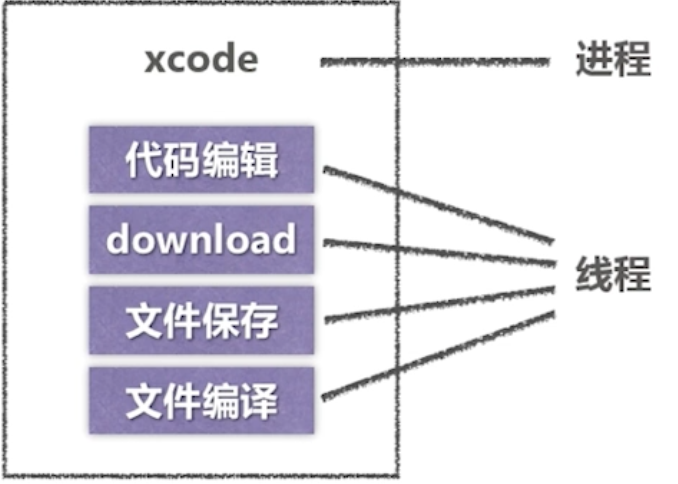 xcode
进程
代码编辑
download
文件保存
文件编译
线程